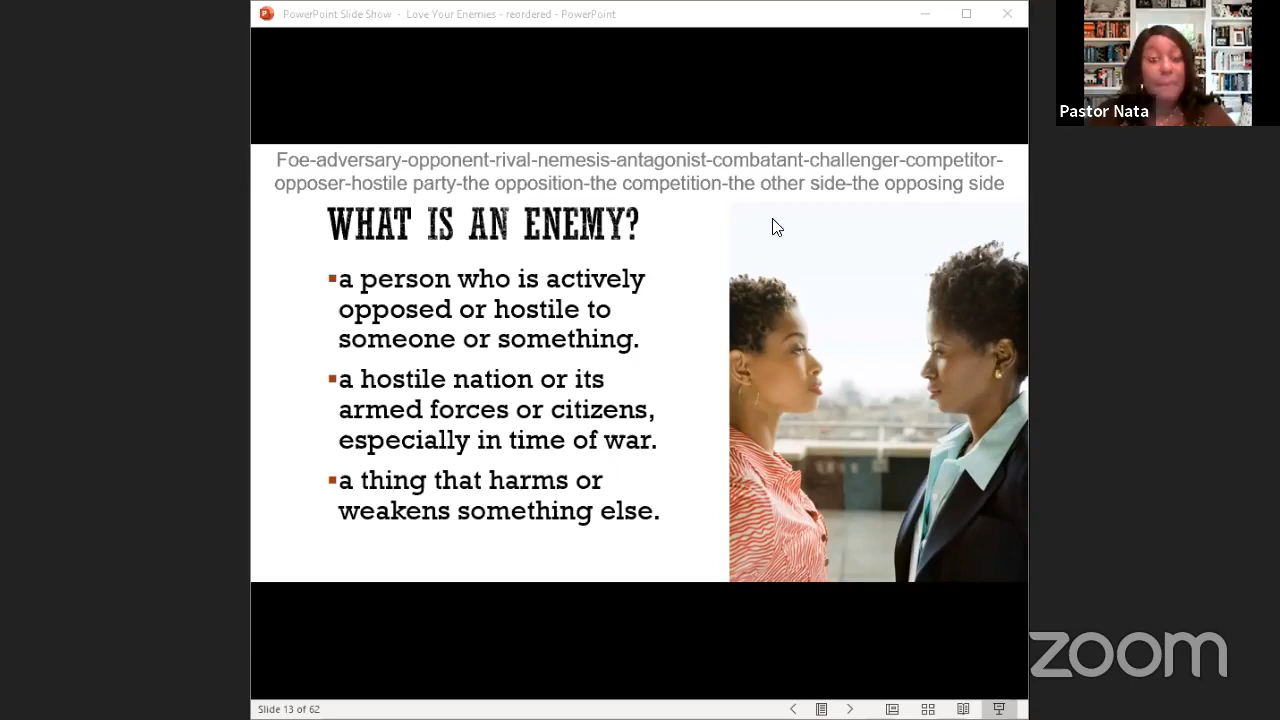 PowerPoint Slide Show - Love Your Enemies - reordered - PowerPoint
Pastor Nata
Foe-adversary-opponent-rival-nemesis-antagonist-combatant-challenger-competitor-
opposer-hostile party-the opposition-the competition-the other side-the opposing side
WHAT IS AN ENEMY?
▪a person who is actively
opposed or hostile to
someone or something.
▪a hostile nation or its
armed forces or citizens,
especially in time of war.
▪a thing that harms or
weakens something else.
zoom
Slide 13 of 62